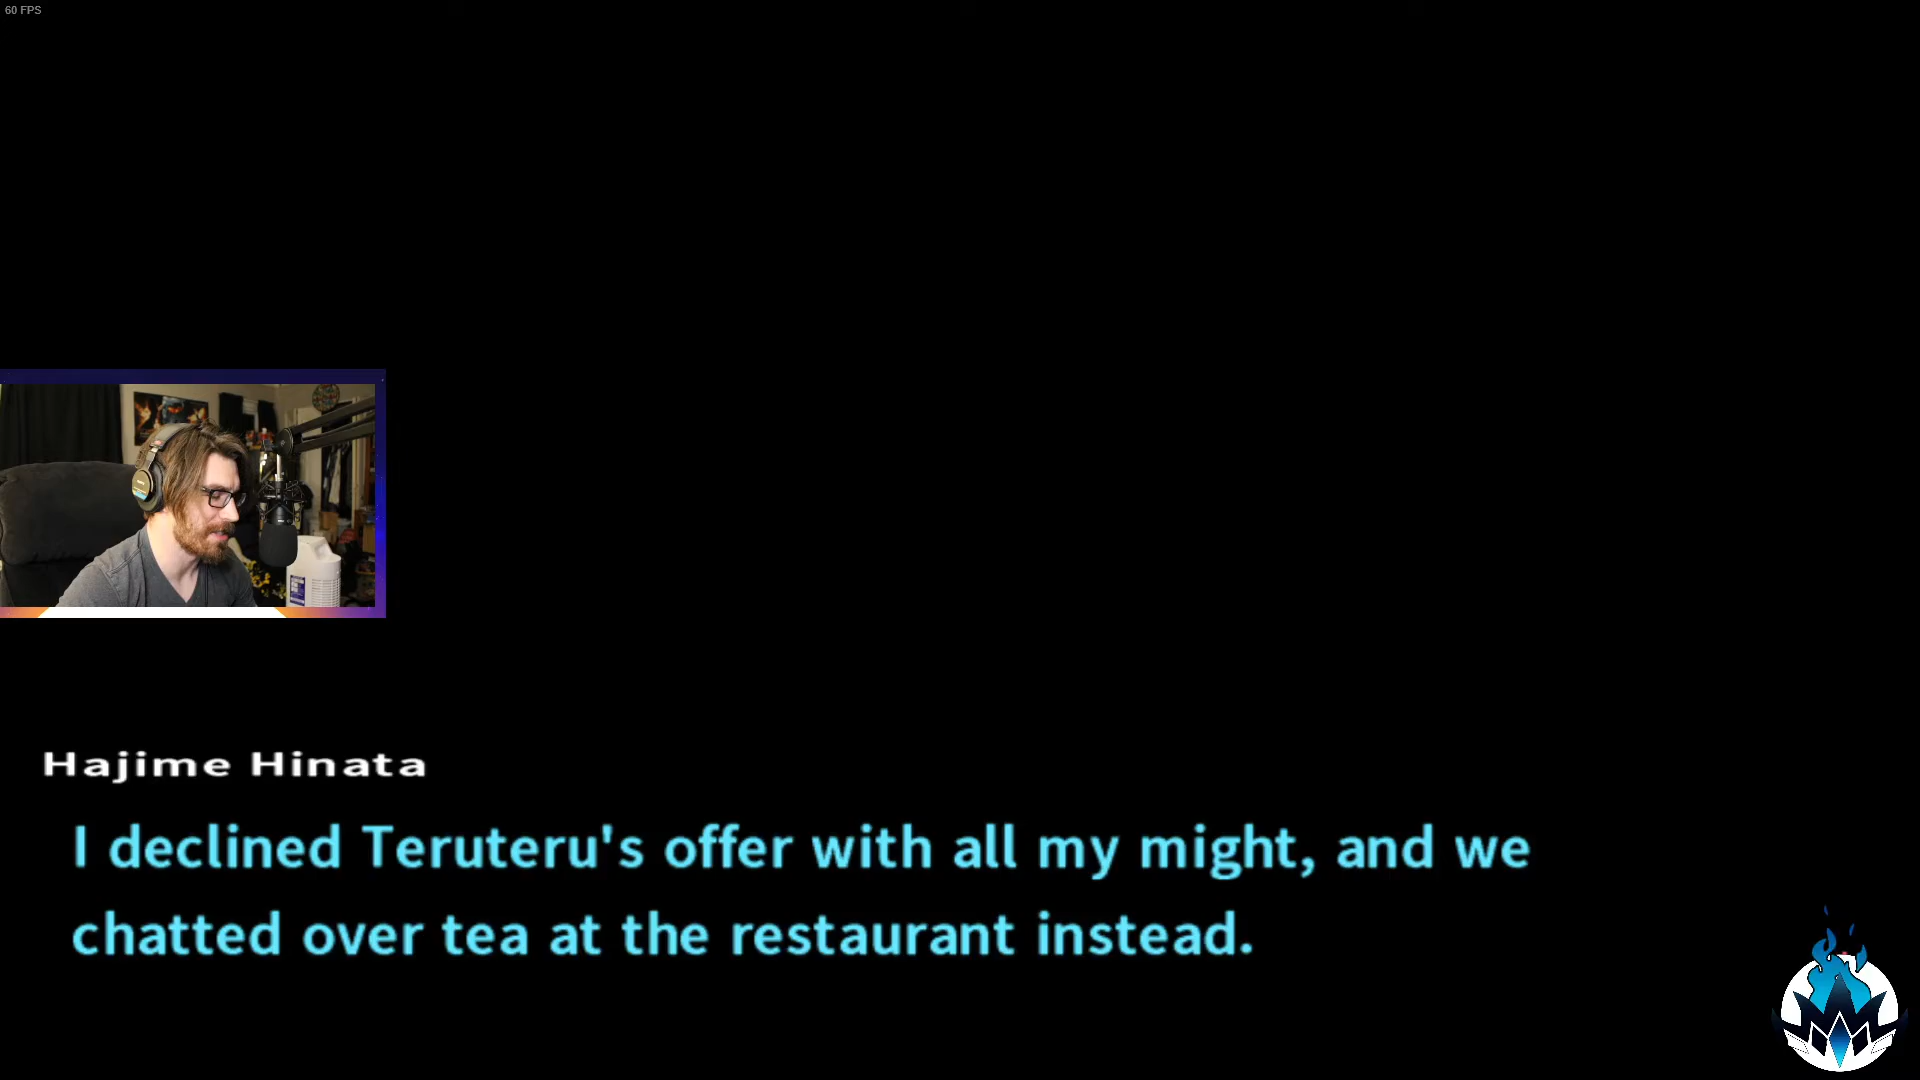 60 FPS
Hajime Hinata
I declined Teruteru's offer with all my might, and we
chatted over tea at the restaurant instead.